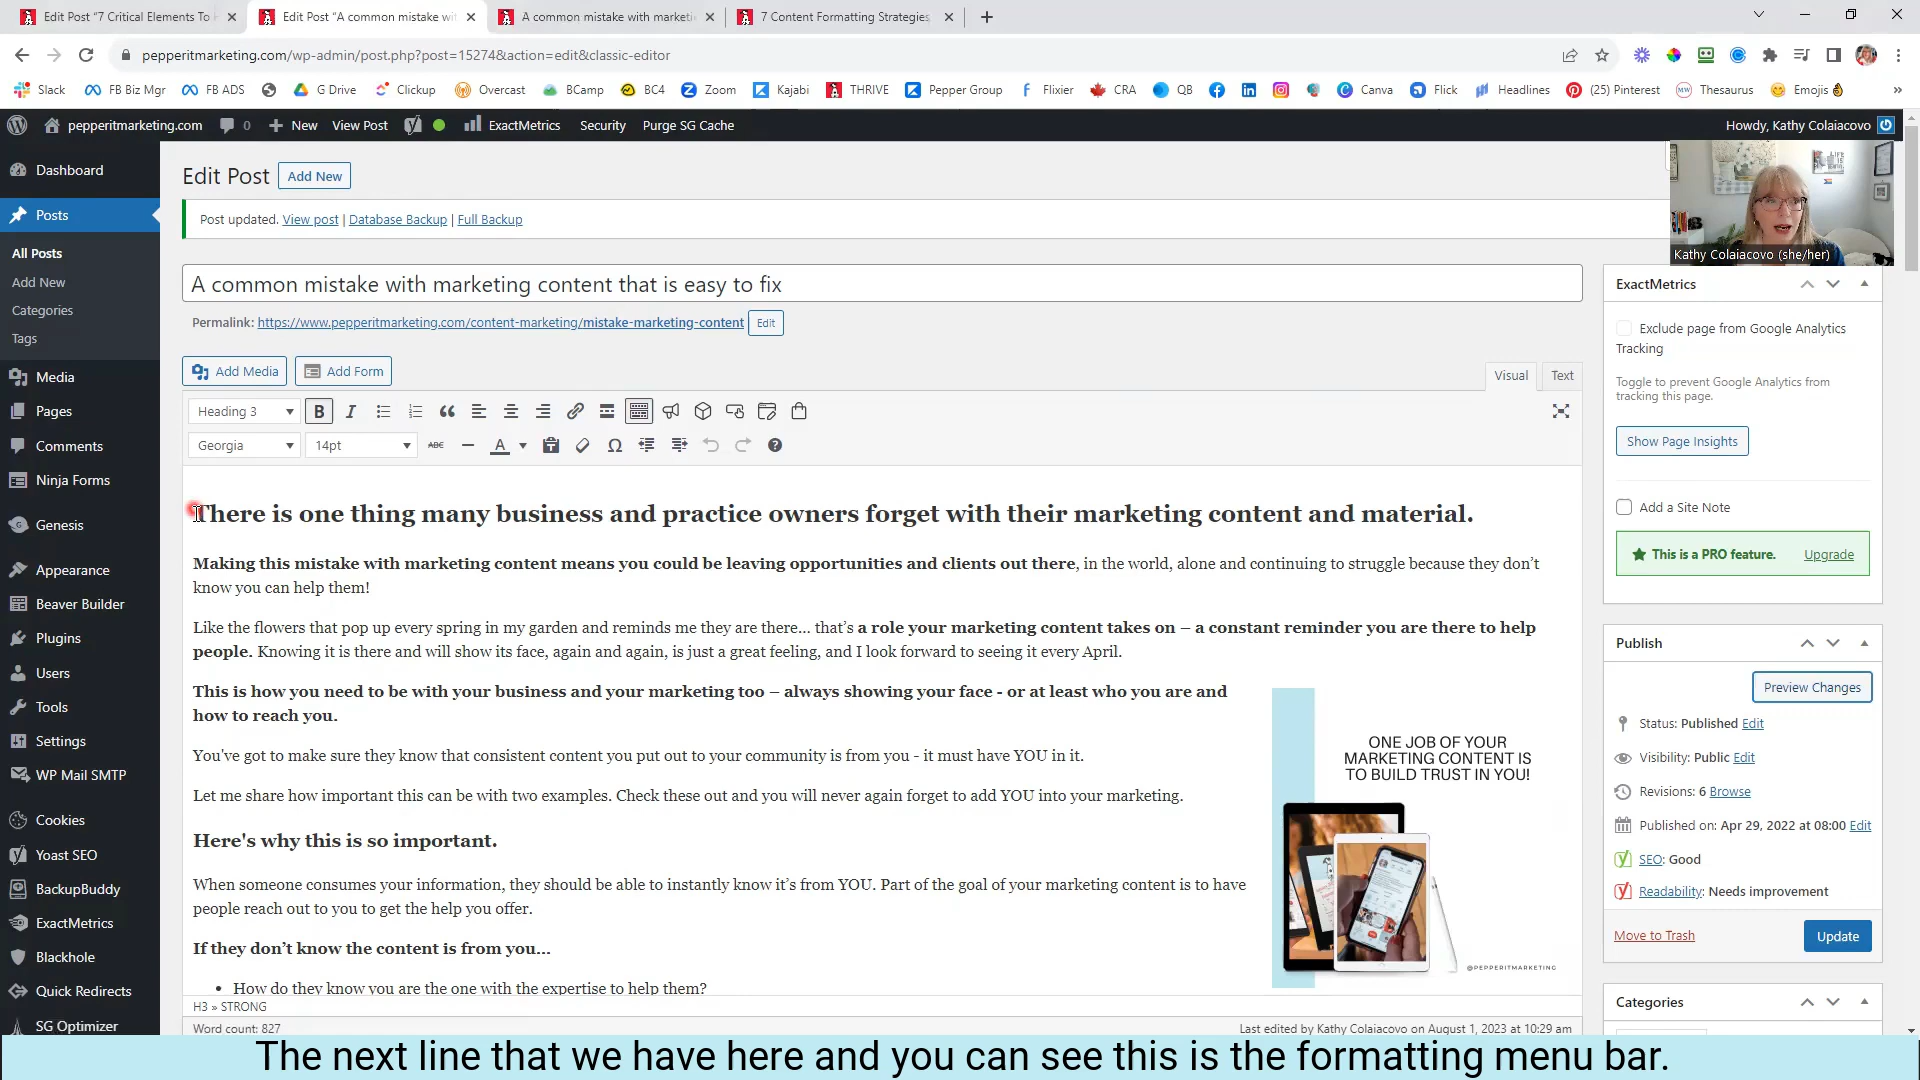 Edit Post "7 Critical Elements To H
Edit Post "A common mistake wit
A common mistake with marketi
7 Content Formatting Strategies
pepperitmarketing.com/wp-admin/post.php?post=15274&action=edit&classic-editor
Slack
FB Biz Mgr
FB ADS
G Drive
Clickup
Overcast
BCamp
BC4
Zoom
Kajabi
THRIVE
Pepper Group
Flixier
CRA
QB
Canva
Flick
Headlines
(25) Pinterest
Thesaurus
Emojis
pepperitmarketing.com
0
New
View Post
ExactMetrics
Security
Purge SG Cache
Howdy, Kathy Colaiacovo
Dashboard
Posts
All Posts
Add New
Categories
Tags
Media
Pages
Comments
Ninja Forms
Genesis
Appearance
Beaver Builder
Plugins
Users
Tools
Settings
WP Mail SMTP
Cookies
Yoast SEO
BackupBuddy
ExactMetrics
Blackhole
Quick Redirects
SG Optimizer
Edit Post
Add New
Post updated. View post | Database Backup | Full Backup
A common mistake with marketing content that is easy to fix
Permalink: https://www.pepperitmarketing.com/content-marketing/mistake-marketing-content Edit
Add Media
Add Form
Visual
Text
Heading 3
B
I
Georgia
14pt
ABC
A
Ω
There is one thing many business and practice owners forget with their marketing content and material.
Making this mistake with marketing content means you could be leaving opportunities and clients out there, in the world, alone and continuing to struggle because they don’t
know you can help them!
Like the flowers that pop up every spring in my garden and reminds me they are there... that’s a role your marketing content takes on – a constant reminder you are there to help
people. Knowing it is there and will show its face, again and again, is just a great feeling, and I look forward to seeing it every April.
This is how you need to be with your business and your marketing too – always showing your face - or at least who you are and
how to reach you.
You've got to make sure they know that consistent content you put out to your community is from you - it must have YOU in it.
Let me share how important this can be with two examples. Check these out and you will never again forget to add YOU into your marketing.
Here's why this is so important.
When someone consumes your information, they should be able to instantly know it’s from YOU. Part of the goal of your marketing content is to have
people reach out to you to get the help you offer.
If they don’t know the content is from you...
• How do they know you are the one with the expertise to help them?
ONE JOB OF YOUR
MARKETING CONTENT IS
TO BUILD TRUST IN YOU!
@PEPPERITMARKETING
H3 » STRONG
Word count: 827
Last edited by Kathy Colaiacovo on August 1, 2023 at 10:29 am
Kathy Colaiacovo (she/her)
ExactMetrics
Exclude page from Google Analytics
Tracking
Toggle to prevent Google Analytics from
tracking this page.
Show Page Insights
Add a Site Note
This is a PRO feature.
Upgrade
Publish
Preview Changes
Status: Published Edit
Visibility: Public Edit
Revisions: 6 Browse
Published on: Apr 29, 2022 at 08:00 Edit
SEO: Good
Readability: Needs improvement
Move to Trash
Update
Categories
The next line that we have here and you can see this is the formatting menu bar.